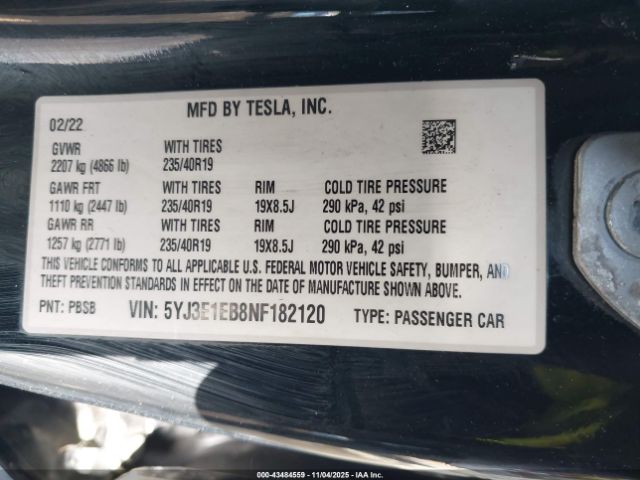 MFD BY TESLA, INC.
02/22
GVWR WITH TIRES
2207 kg (4866 lb) 235/40R19
GAWR FRT WITH TIRES RIM COLD TIRE PRESSURE
1110 kg (2447 lb) 235/40R19 19X8.5J 290 kPa, 42 psi
GAWR RR WITH TIRES RIM COLD TIRE PRESSURE
1257 kg (2771 lb) 235/40R19 19X8.5J 290 kPa, 42 psi
THIS VEHICLE CONFORMS TO ALL APPLICABLE U.S. FEDERAL MOTOR VEHICLE SAFETY, BUMPER, AND
THEFT PREVENTION STANDARDS IN EFFECT ON THE DATE OF MANUFACTURE SHOWN ABOVE.
PNT: PBSB VIN: 5YJ3E1EB8NF182120 TYPE: PASSENGER CAR
000-43484559 - 11/04/2025 - IAA Inc.